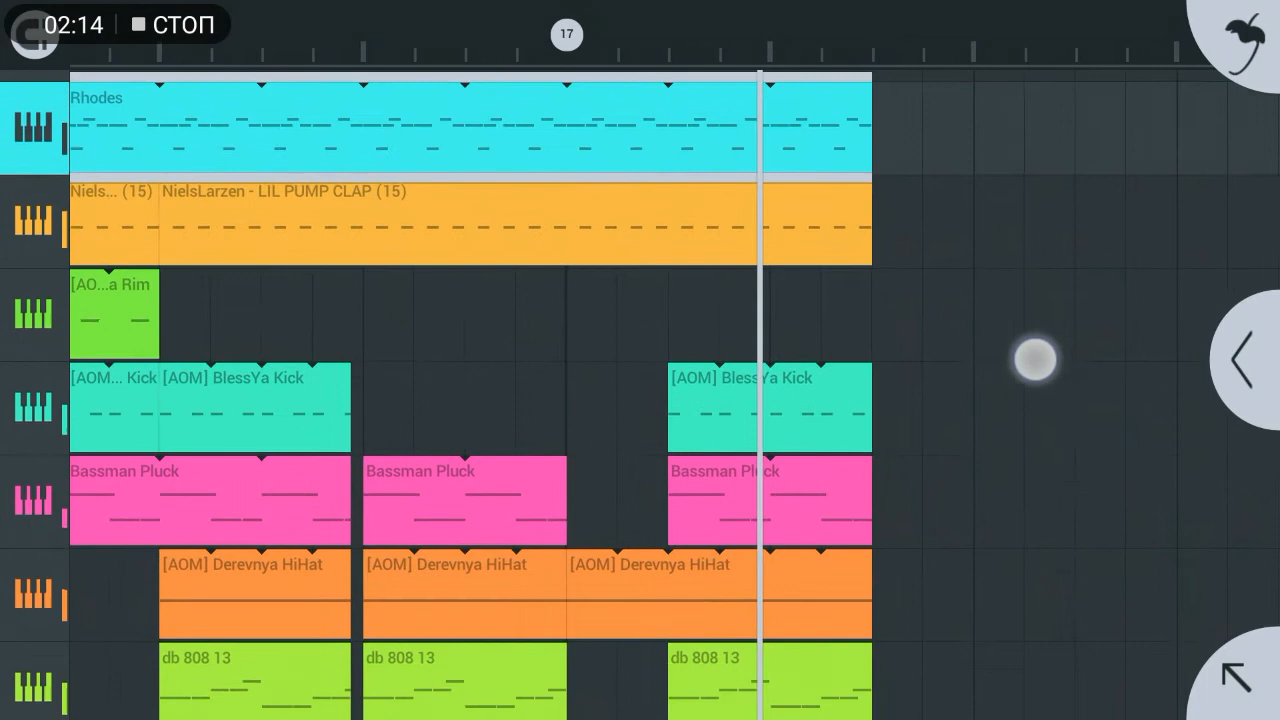 02:14 СТОП
17
Rhodes
Niels... (15) NielsLarzen - LIL PUMP CLAP (15)
[AO...a Rim
[AOM... Kick [AOM] BlessYa Kick [AOM] BlessYa Kick
Bassman Pluck Bassman Pluck Bassman Pluck
[AOM] Derevnya HiHat [AOM] Derevnya HiHat [AOM] Derevnya HiHat
db 808 13 db 808 13 db 808 13